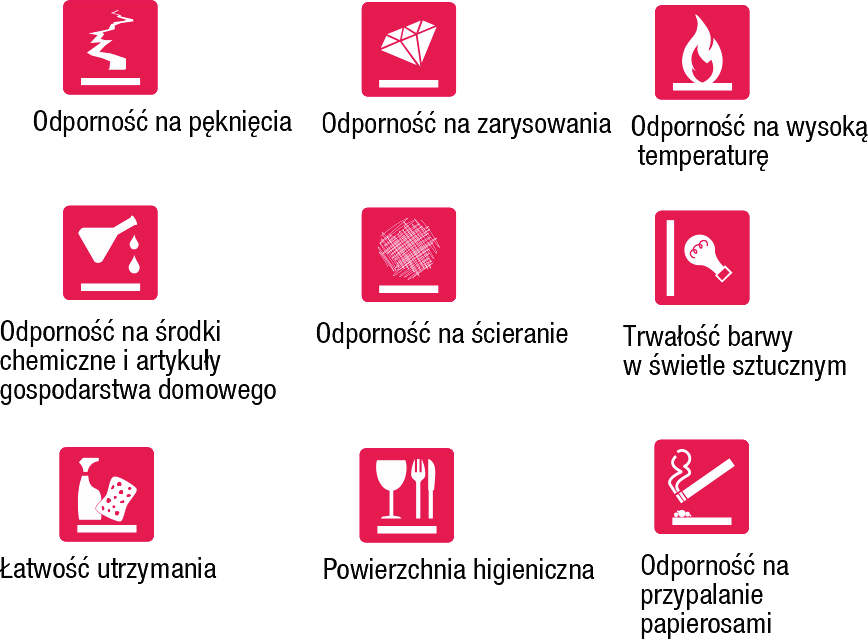 Odporność na pęknięcia
Odporność na zarysowania
Odporność na wysoką
temperaturę
Odporność na środki
chemiczne i artykuły
gospodarstwa domowego
Odporność na ścieranie
Trwałość barwy
w świetle sztucznym
Łatwość utrzymania
Powierzchnia higieniczna
Odporność na
przypalanie
papierosami